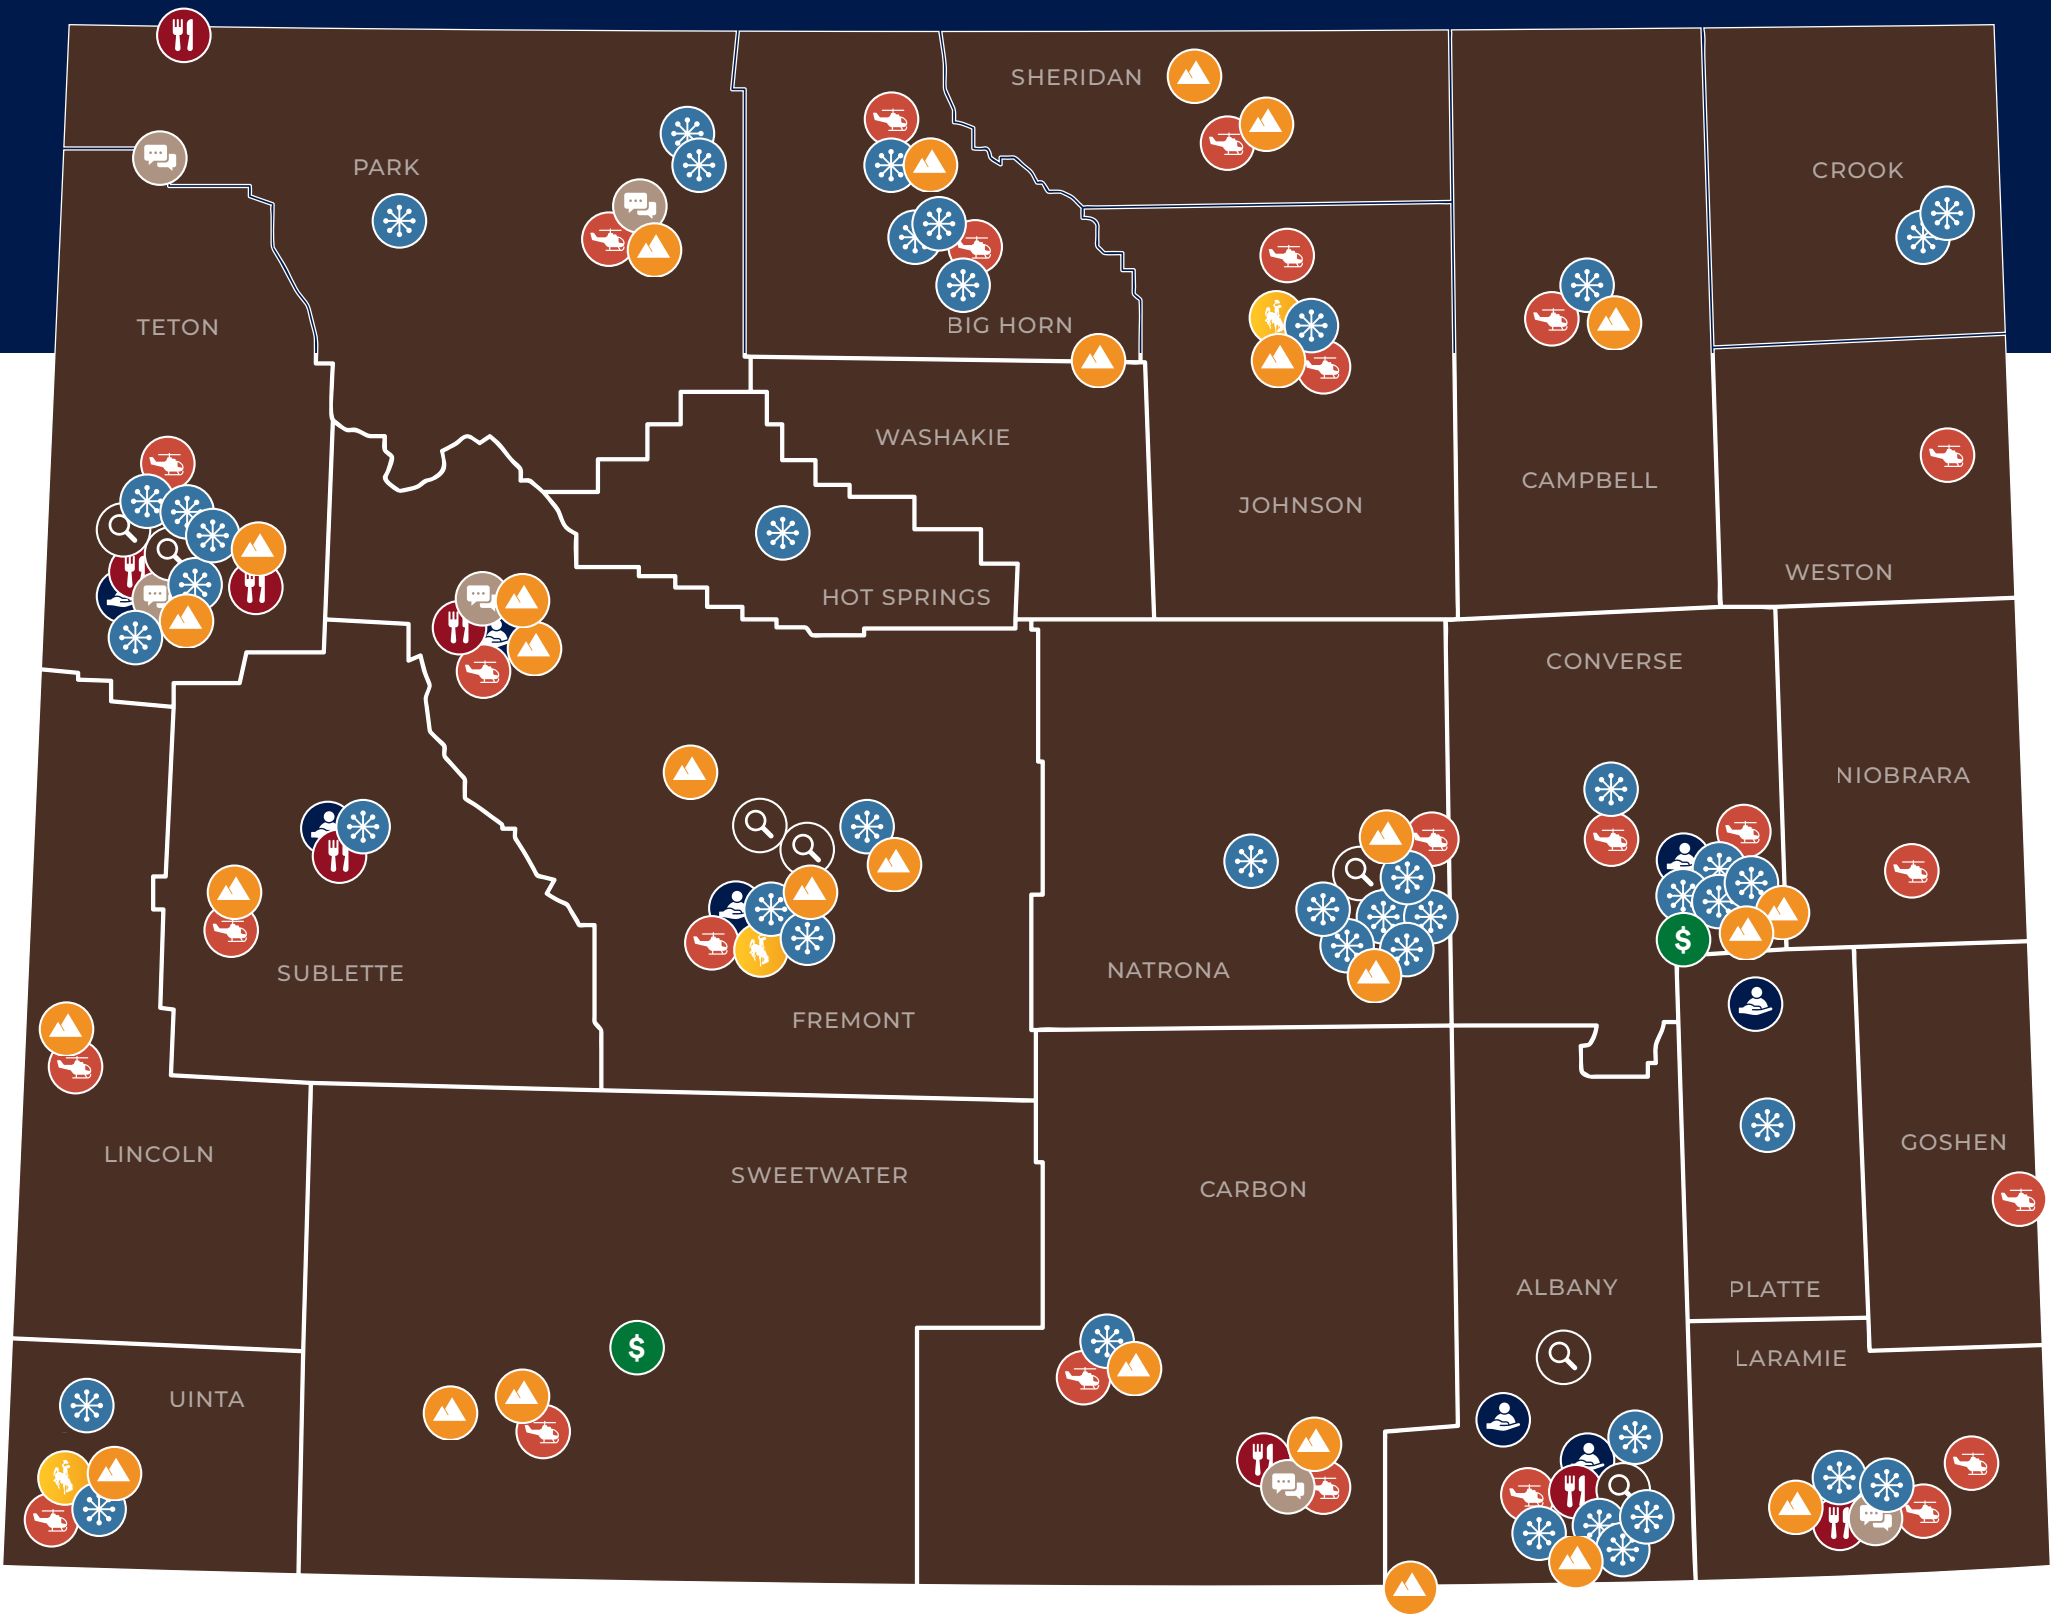 SHERIDAN
PARK
CROOK
TETON
BIG HORN
WASHAKIE
CAMPBELL
JOHNSON
WESTON
HOT SPRINGS
CONVERSE
NIOBRARA
SUBLETTE
NATRONA
$
FREMONT
GOSHEN
LINCOLN
SWEETWATER
CARBON
ALBANY
PLATTE
$
LARAMIE
UINTA